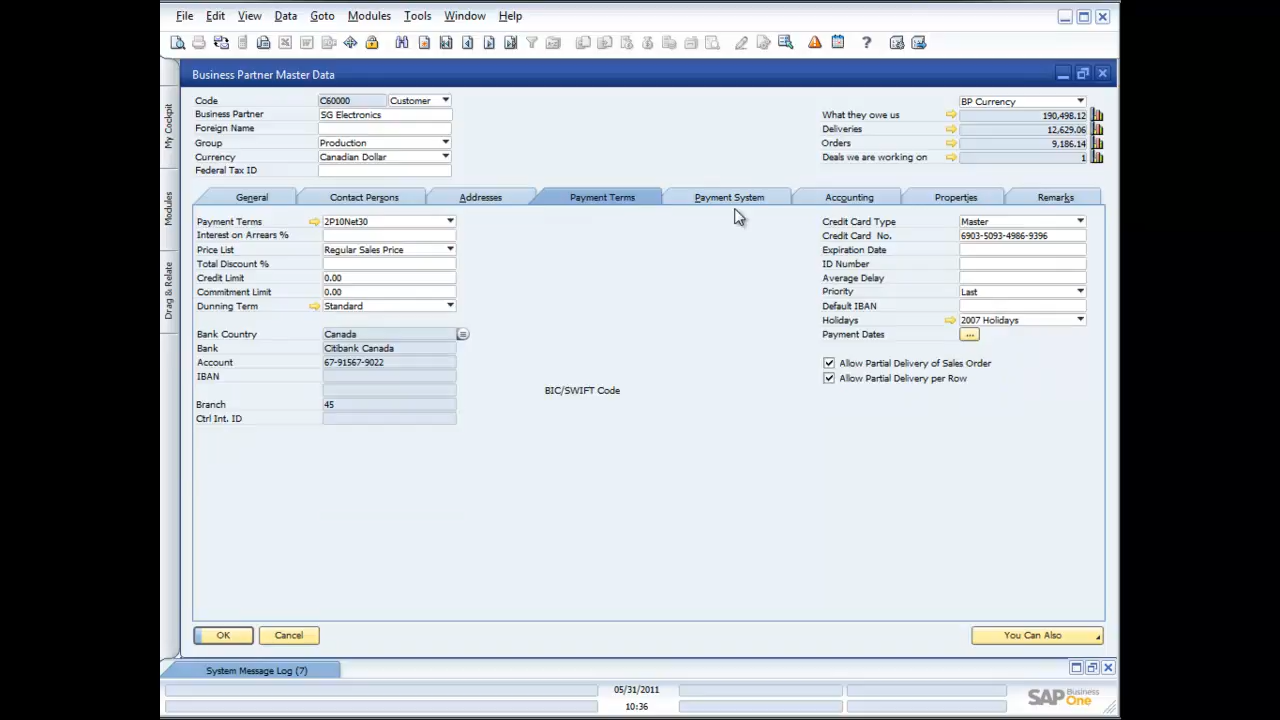 File Edit View Data Goto Modules Tools Window Help
Business Partner Master Data
My Cockpit
Modules
Drag & Relate
Code C60000 Customer BP Currency
Business Partner SG Electronics What they owe us 190,498.12
Foreign Name Deliveries 12,629.06
Group Production Orders 9,186.14
Currency Canadian Dollar Deals we are working on 1
Federal Tax ID
General Contact Persons Addresses Payment Terms Payment System Accounting Properties Remarks
Payment Terms 2P10Net30 Credit Card Type Master
Interest on Arrears % Credit Card No. 6903-5093-4986-9396
Price List Regular Sales Price Expiration Date
Total Discount % ID Number
Credit Limit 0.00 Average Delay
Commitment Limit 0.00 Priority Last
Dunning Term Standard Default IBAN
Holidays 2007 Holidays
Bank Country Canada Payment Dates ...
Bank Citibank Canada
Account 67-91567-9022 Allow Partial Delivery of Sales Order
IBAN Allow Partial Delivery per Row
BIC/SWIFT Code
Branch 45
Ctrl Int. ID
OK Cancel You Can Also
System Message Log (7)
05/31/2011
10:36
SAP Business One